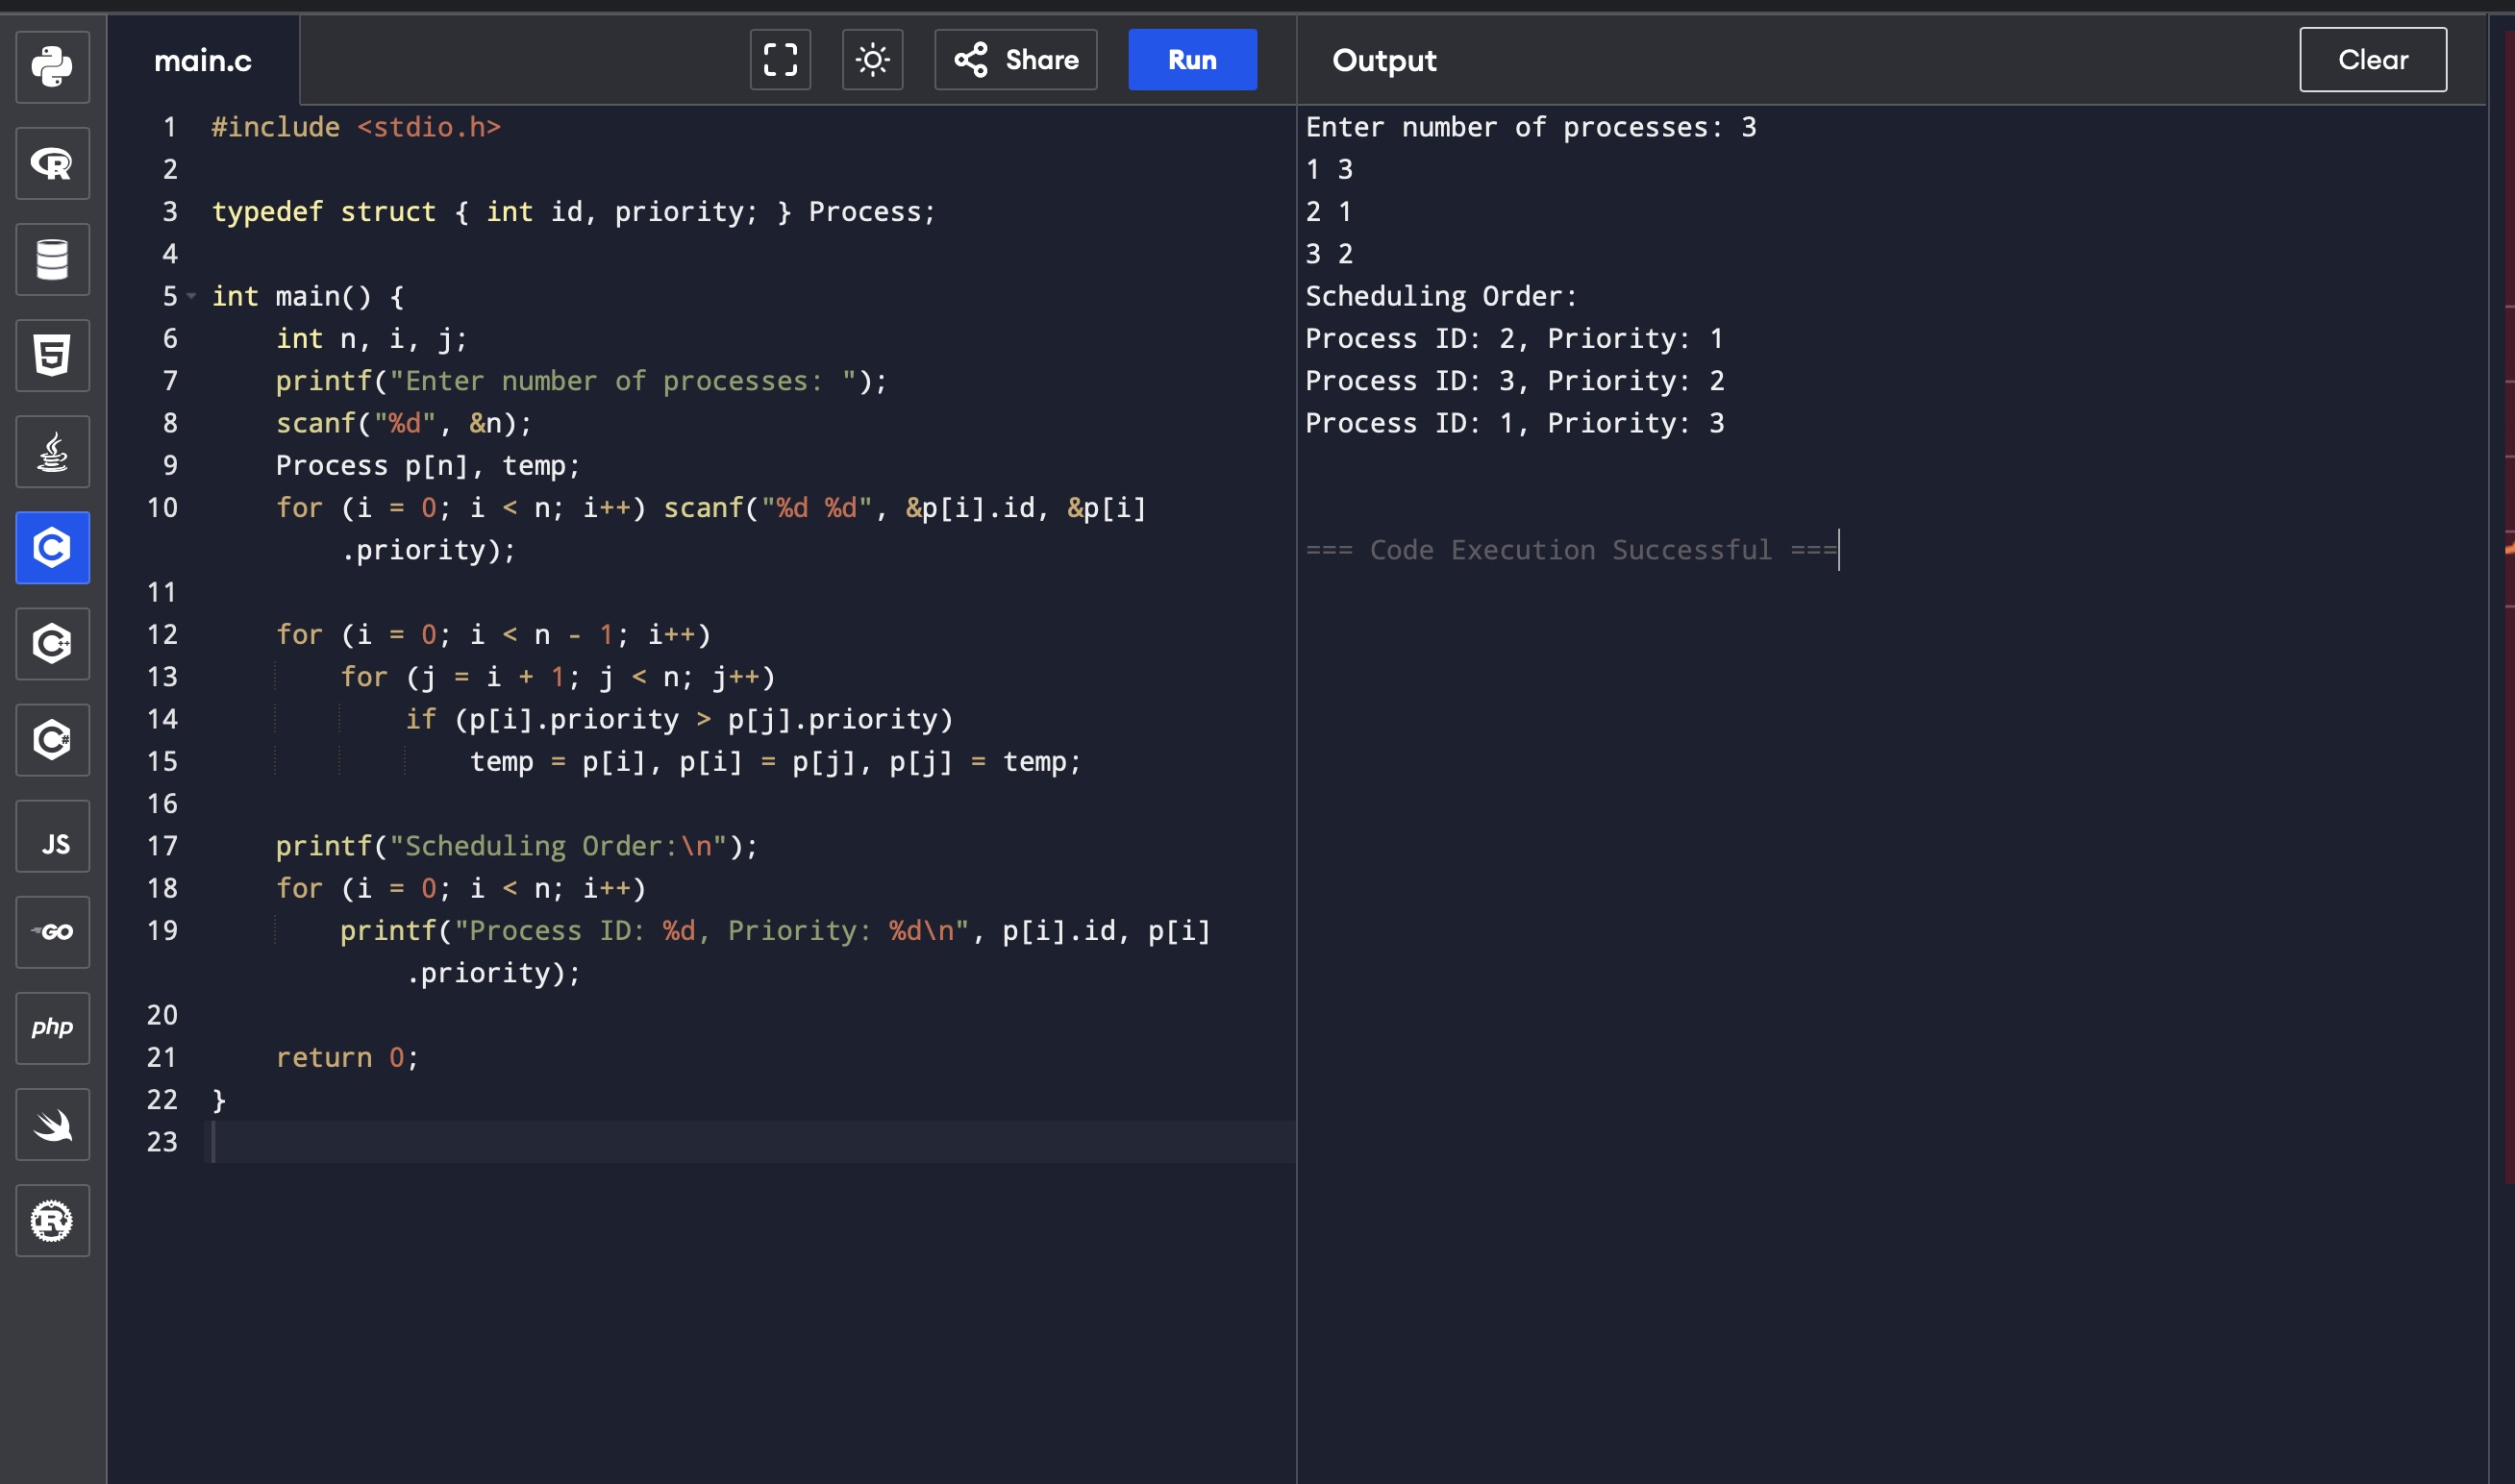 main.c
Share
Run
Output
Clear
R
5
C
C++
C#
JS
GO
php
R
1 #include <stdio.h>
2
3 typedef struct { int id, priority; } Process;
4
5 int main() {
6     int n, i, j;
7     printf("Enter number of processes: ");
8     scanf("%d", &n);
9     Process p[n], temp;
10     for (i = 0; i < n; i++) scanf("%d %d", &p[i].id, &p[i]
        .priority);
11
12     for (i = 0; i < n - 1; i++)
13         for (j = i + 1; j < n; j++)
14             if (p[i].priority > p[j].priority)
15                 temp = p[i], p[i] = p[j], p[j] = temp;
16
17     printf("Scheduling Order:\n");
18     for (i = 0; i < n; i++)
19         printf("Process ID: %d, Priority: %d\n", p[i].id, p[i]
            .priority);
20
21     return 0;
22 }
23
Enter number of processes: 3
1 3
2 1
3 2
Scheduling Order:
Process ID: 2, Priority: 1
Process ID: 3, Priority: 2
Process ID: 1, Priority: 3
=== Code Execution Successful ===